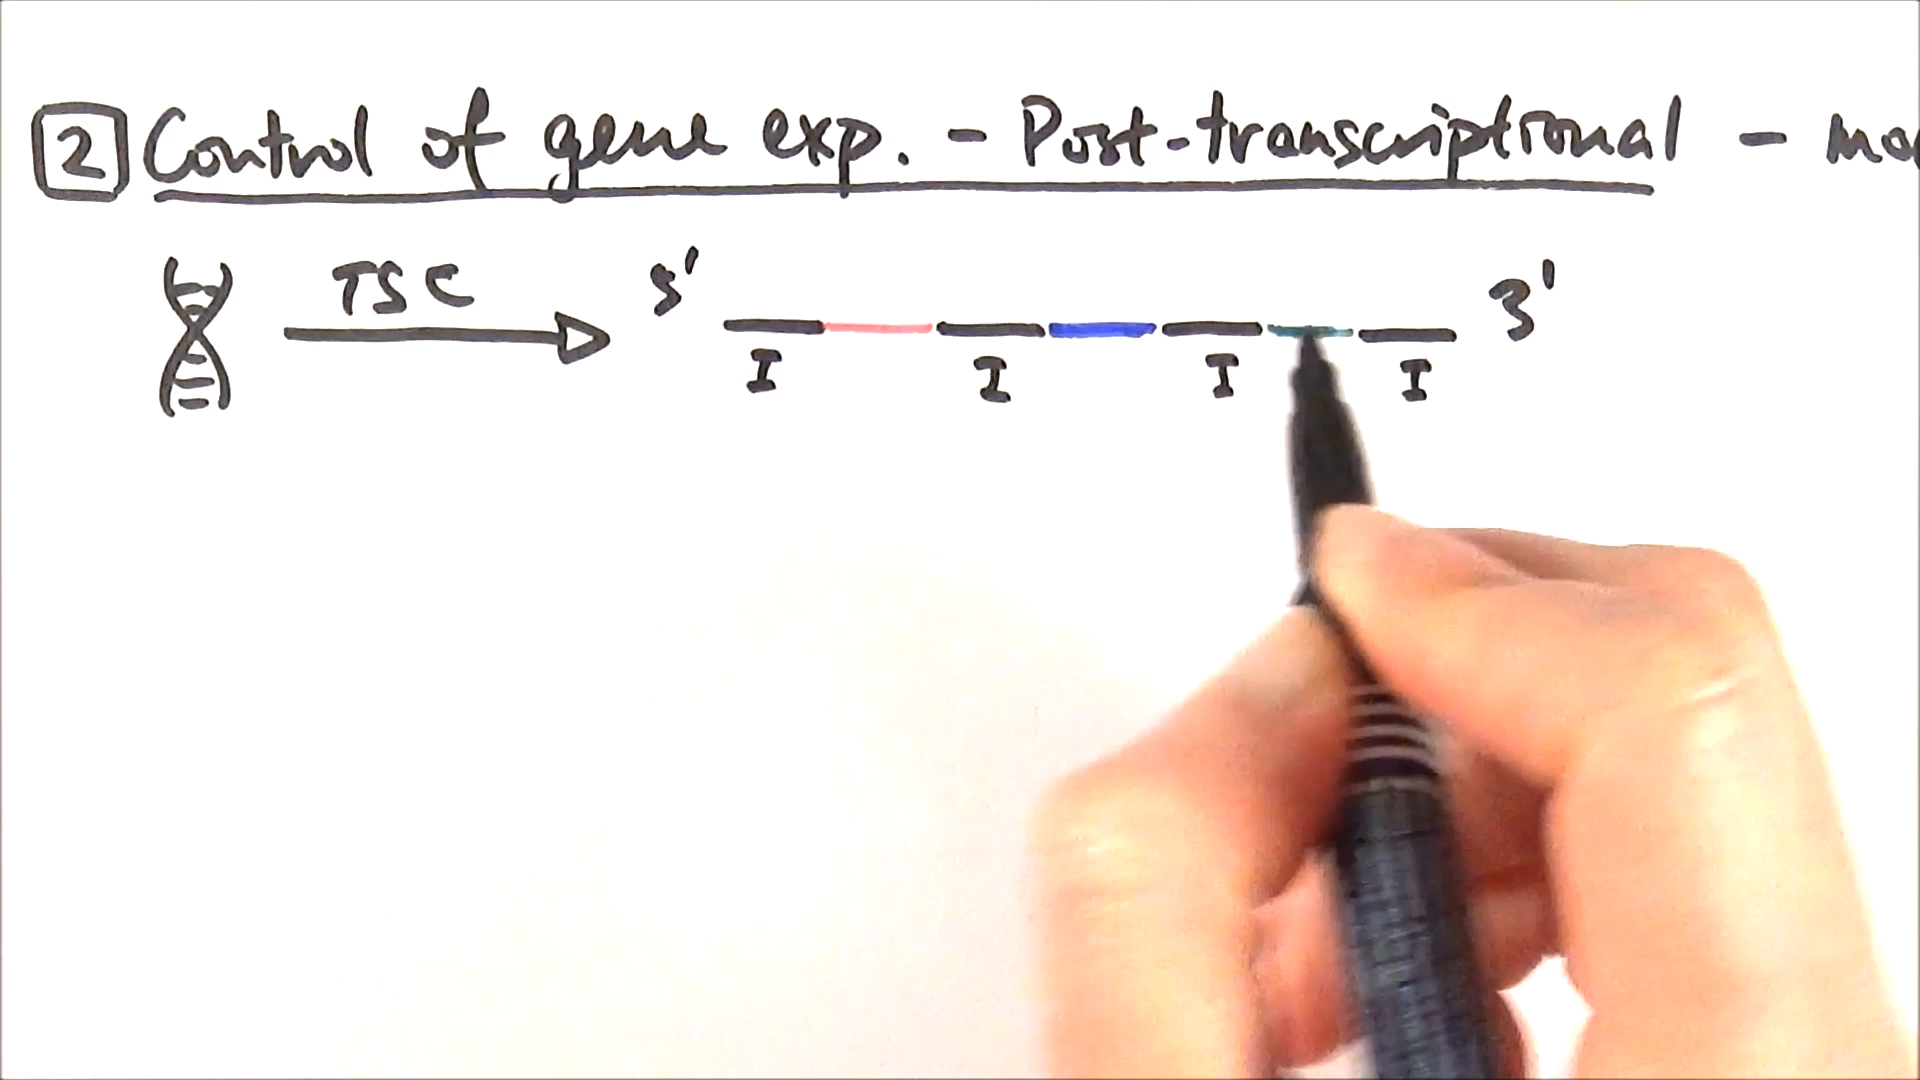 2 Control of gene exp. - Post-transcriptional -
TSC 5' 3'
I I I I